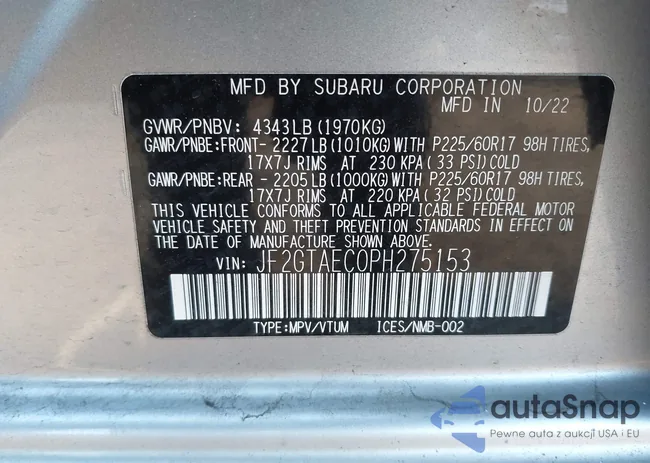 MFD BY SUBARU CORPORATION
MFD IN 10/22
GVWR/PNBV: 4343LB(1970KG)
GAWR/PNBE:FRONT- 2227LB(1010KG)WITH P225/60R17 98H TIRES,
17X7J RIMS AT 230 KPA( 33 PSI)COLD
GAWR/PNBE:REAR - 2205LB(1000KG)WITH P225/60R17 98H TIRES,
17X7J RIMS AT 220 KPA( 32 PSI)COLD
THIS VEHICLE CONFORMS TO ALL APPLICABLE FEDERAL MOTOR
VEHICLE SAFETY AND THEFT PREVENTION STANDARDS IN EFFECT ON
THE DATE OF MANUFACTURE SHOWN ABOVE.
VIN: JF2GTAEC0PH275153
TYPE:MPV/VTUM ICES/NMB-002
autaSnap
Pewne auta z aukcji USA i EU